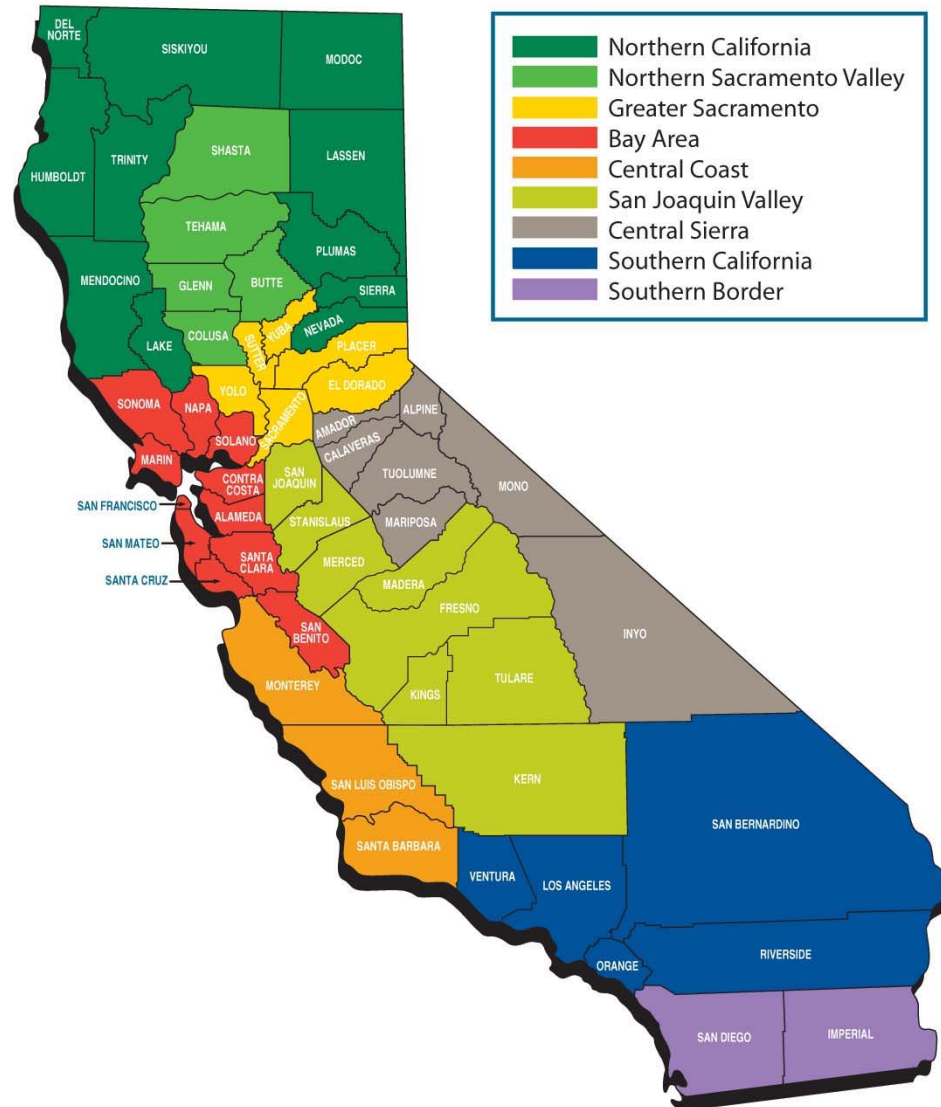 DEL
NORTE
SISKIYOU
MODOC
Northern California
Northern Sacramento Valley
Greater Sacramento
Bay Area
Central Coast
San Joaquin Valley
Central Sierra
Southern California
Southern Border
HUMBOLDT
TRINITY
SHASTA
LASSEN
TEHAMA
PLUMAS
MENDOCINO
GLENN
BUTTE
SIERRA
LAKE
COLUSA
SUTTER
YUBA
NEVADA
PLACER
SONOMA
NAPA
YOLO
EL DORADO
SOLANO
SACRAMENTO
AMADOR
ALPINE
CALAVERAS
MARIN
CONTRA
COSTA
SAN
JOAQUIN
TUOLUMNE
MONO
SAN FRANCISCO
ALAMEDA
STANISLAUS
MARIPOSA
SAN MATEO
SANTA
CLARA
MERCED
SANTA CRUZ
MADERA
FRESNO
SAN
BENITO
INYO
MONTEREY
KINGS
TULARE
SAN LUIS OBISPO
KERN
SAN BERNARDINO
SANTA BARBARA
VENTURA
LOS ANGELES
ORANGE
RIVERSIDE
SAN DIEGO
IMPERIAL